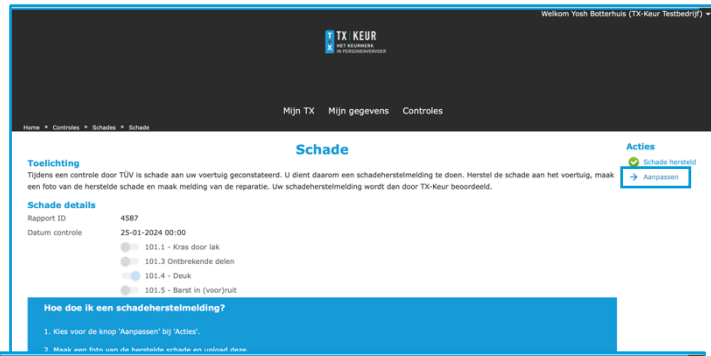 Welkom Yosh Botterhuis (TX-Keur Testbedrijf)
TX KEUR
HET KEURMERK
IN PERSONENVERVOER
Mijn TX Mijn gegevens Controles
Home • Controles • Schades • Schade
Schade
Toelichting
Tijdens een controle door TÜV is schade aan uw voertuig geconstateerd. U dient daarom een schadeherstelmelding te doen. Herstel de schade aan het voertuig, maak
een foto van de herstelde schade en maak melding van de reparatie. Uw schadeherstelmelding wordt dan door TX-Keur beoordeeld.
Schade details
Rapport ID 4587
Datum controle 25-01-2024 00:00
101.1 - Kras door lak
101.3 Ontbrekende delen
101.4 - Deuk
101.5 - Barst in (voor)ruit
Acties
Schade hersteld
Aanpassen
Hoe doe ik een schadeherstelmelding?
1. Kies voor de knop 'Aanpassen' bij 'Acties'.
2. Maak een foto van de herstelde schade en upload deze.